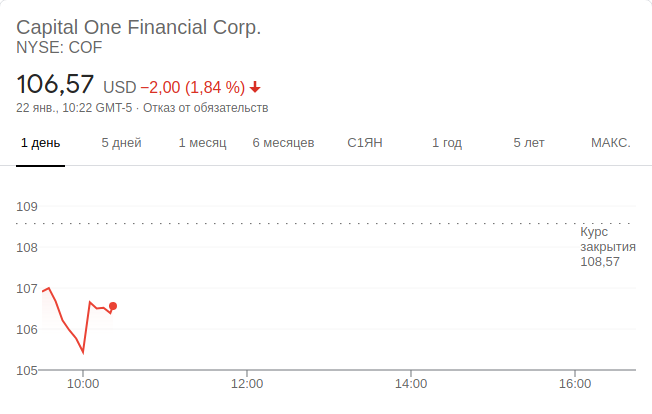 Capital One Financial Corp.
NYSE: COF
106,57 USD −2,00 (1,84 %)
22 янв., 10:22 GMT-5 · Отказ от обязательств
1 день 5 дней 1 месяц 6 месяцев С1ЯН 1 год 5 лет МАКС.
109
Курс
закрытия
108,57
108
107
106
105
10:00 12:00 14:00 16:00